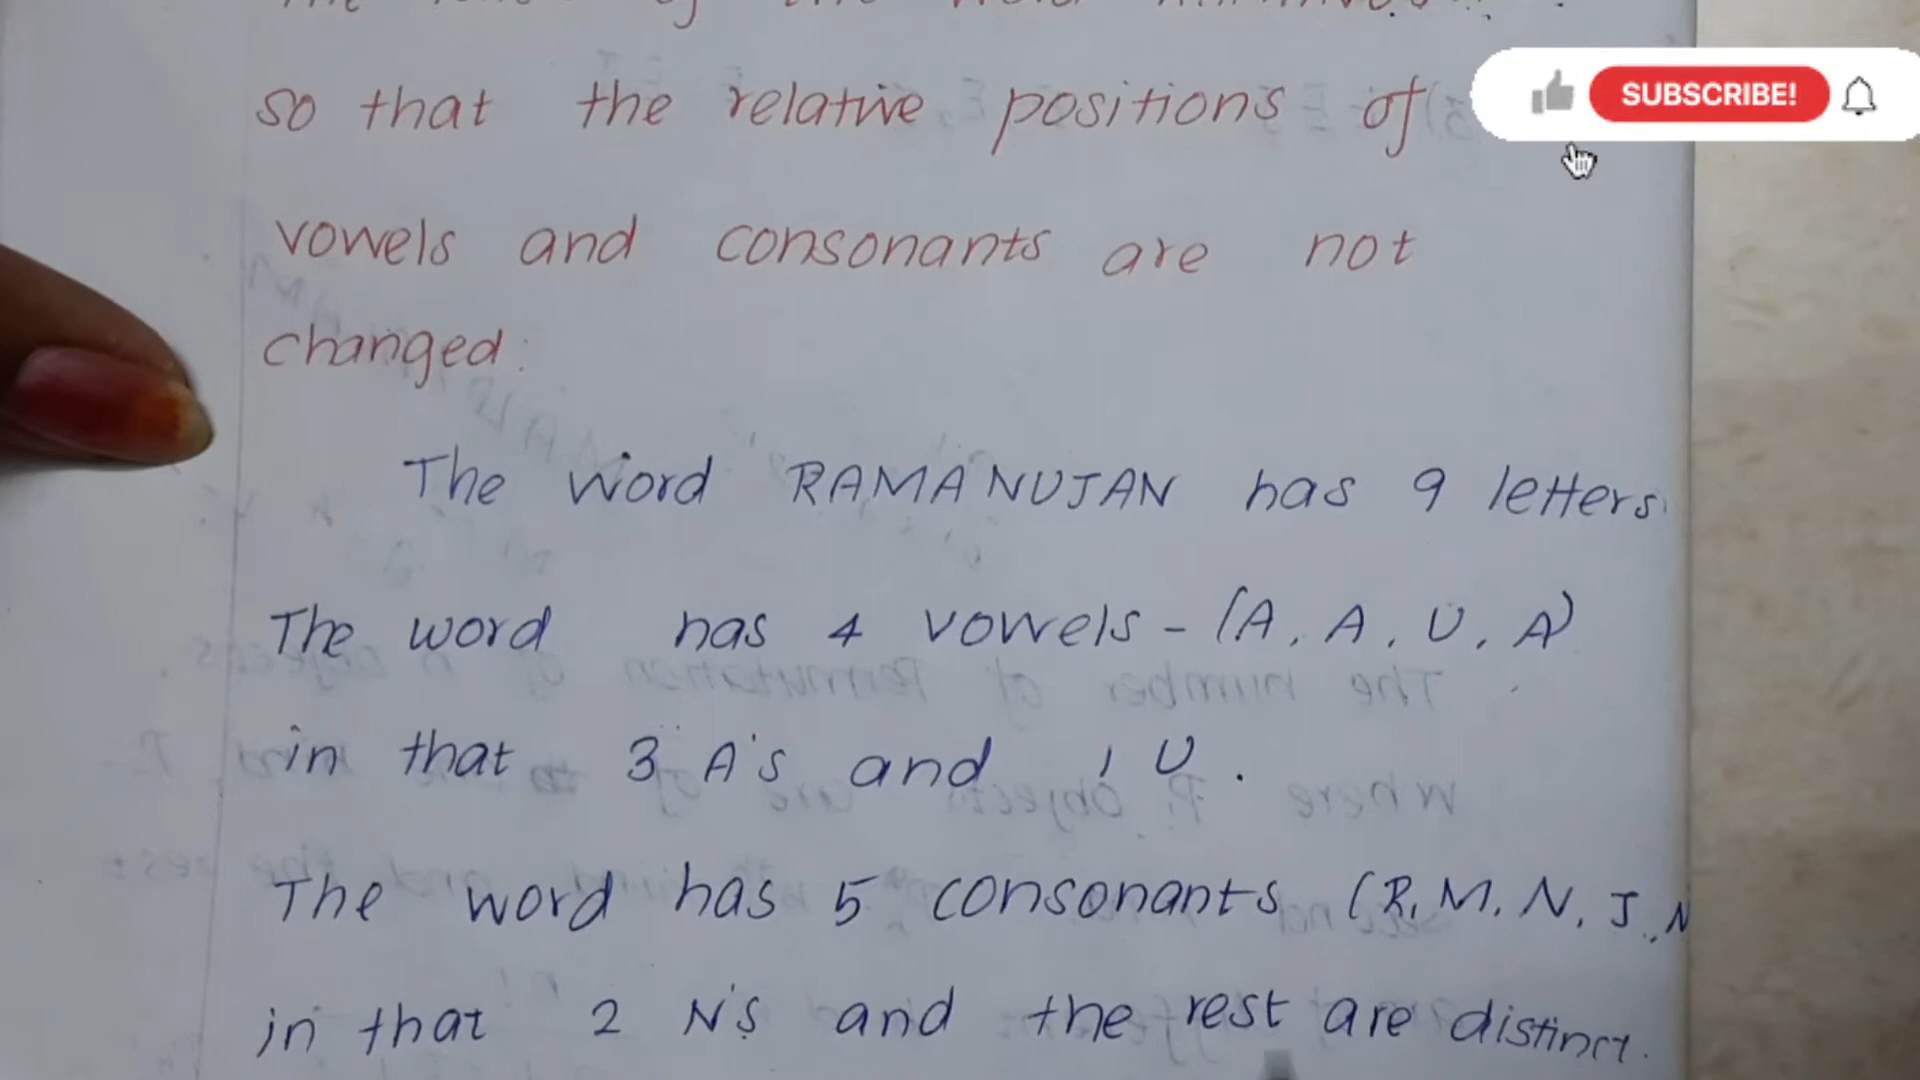 so that the relative positions of
vowels and consonants are not
changed.
The word RAMANUJAN has 9 letters.
The word has 4 vowels - (A, A, U, A)
in that 3 A's and 1 U.
The word has 5 consonants (R, M, N, J, N
in that 2 N's and the rest are distinct.
SUBSCRIBE!